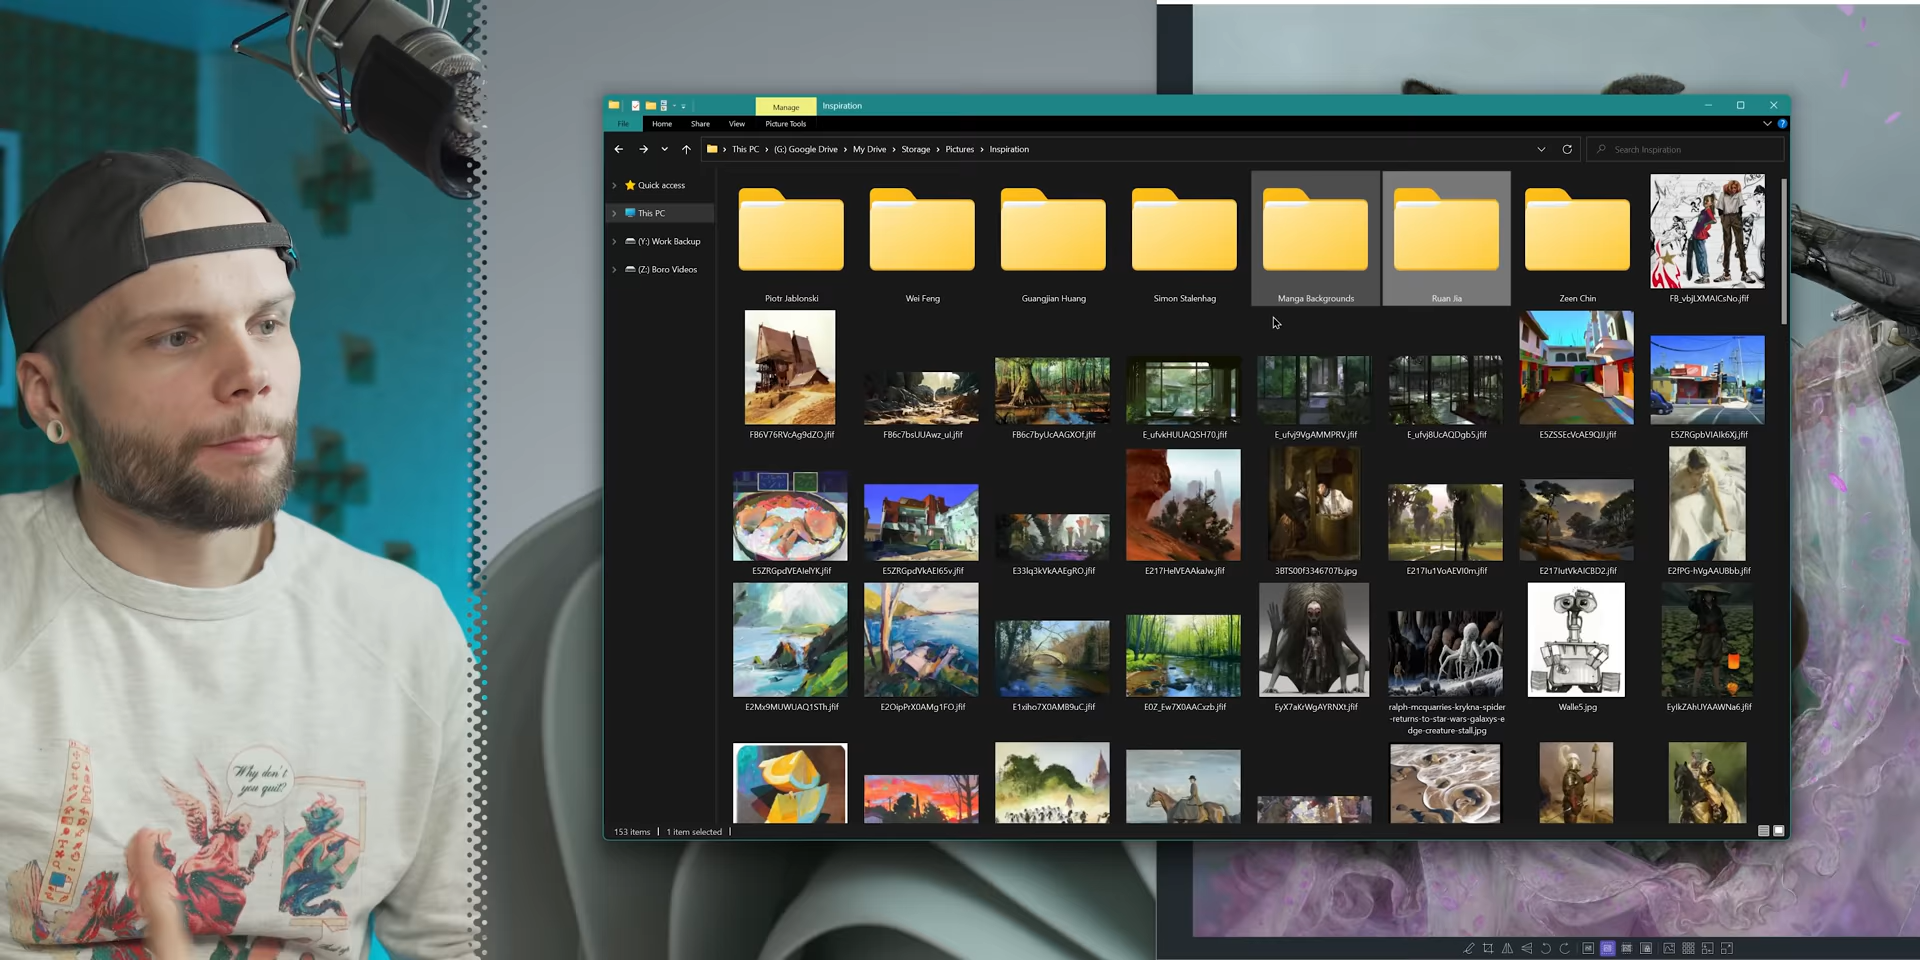 Manage
Inspiration
File
Home
Share
View
Picture Tools
This PC
(G:) Google Drive
My Drive
Storage
Pictures
Inspiration
Search Inspiration
Quick access
This PC
(Y:) Work Backup
(Z:) Boro Videos
Piotr Jablonski
Wei Feng
Guangjian Huang
Simon Stalenhag
Manga Backgrounds
Ruan Jia
Zeen Chin
FB_vbjLXMAICsNo.jfif
FB6V76RVcAg9dZO.jfif
FB6c7bsUUAwz_ul.jfif
FB6c7byUcAAGXOf.jfif
E_ufvkHUUAQSH70.jfif
E_ufvj9VgAMMPRV.jfif
E_ufvj8UcAQDgb5.jfif
E5ZSSEcVcAE9QJJ.jfif
E5ZRGpbVIAIk6Xj.jfif
E5ZRGpdVEAIelYK.jfif
E5ZRGpdVkAEI65v.jfif
E33lq3kVkAAEgRO.jfif
E217HelVEAAkaJw.jfif
3BTS00f3346707b.jpg
E217Iu1VoAEVI0m.jfif
E217IutVkAICBD2.jfif
E2fPG-hVgAAUBbb.jfif
E2Mx9MUWUAQ1STh.jfif
E2OipPrX0AMg1FO.jfif
E1xiho7X0AMB9uC.jfif
E0Z_Ew7X0AACxzb.jfif
EyX7aKrWgAYRNXt.jfif
ralph-mcquarries-krykna-spider
-returns-to-star-wars-galaxys-e
dge-creature-stall.jpg
Walle5.jpg
EyIkZAhUYAAWNa6.jfif
153 items
1 item selected
Why don't
you quit?